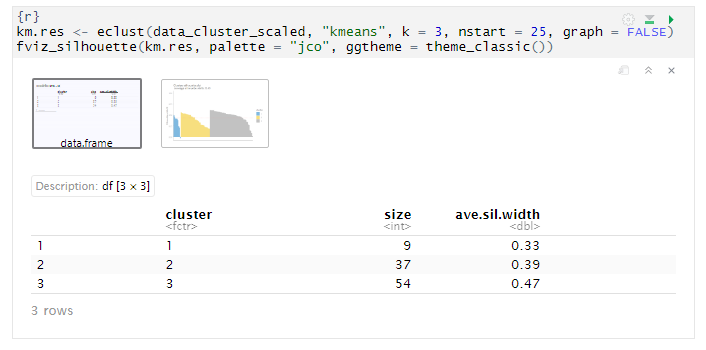 {r}
km.res <- eclust(data_cluster_scaled, "kmeans", k = 3, nstart = 25, graph = FALSE)
fviz_silhouette(km.res, palette = "jco", ggtheme = theme_classic())
data.frame
Description: df [3 × 3]
cluster size ave.sil.width
<fctr> <int> <dbl>
1 1 9 0.33
2 2 37 0.39
3 3 54 0.47
3 rows